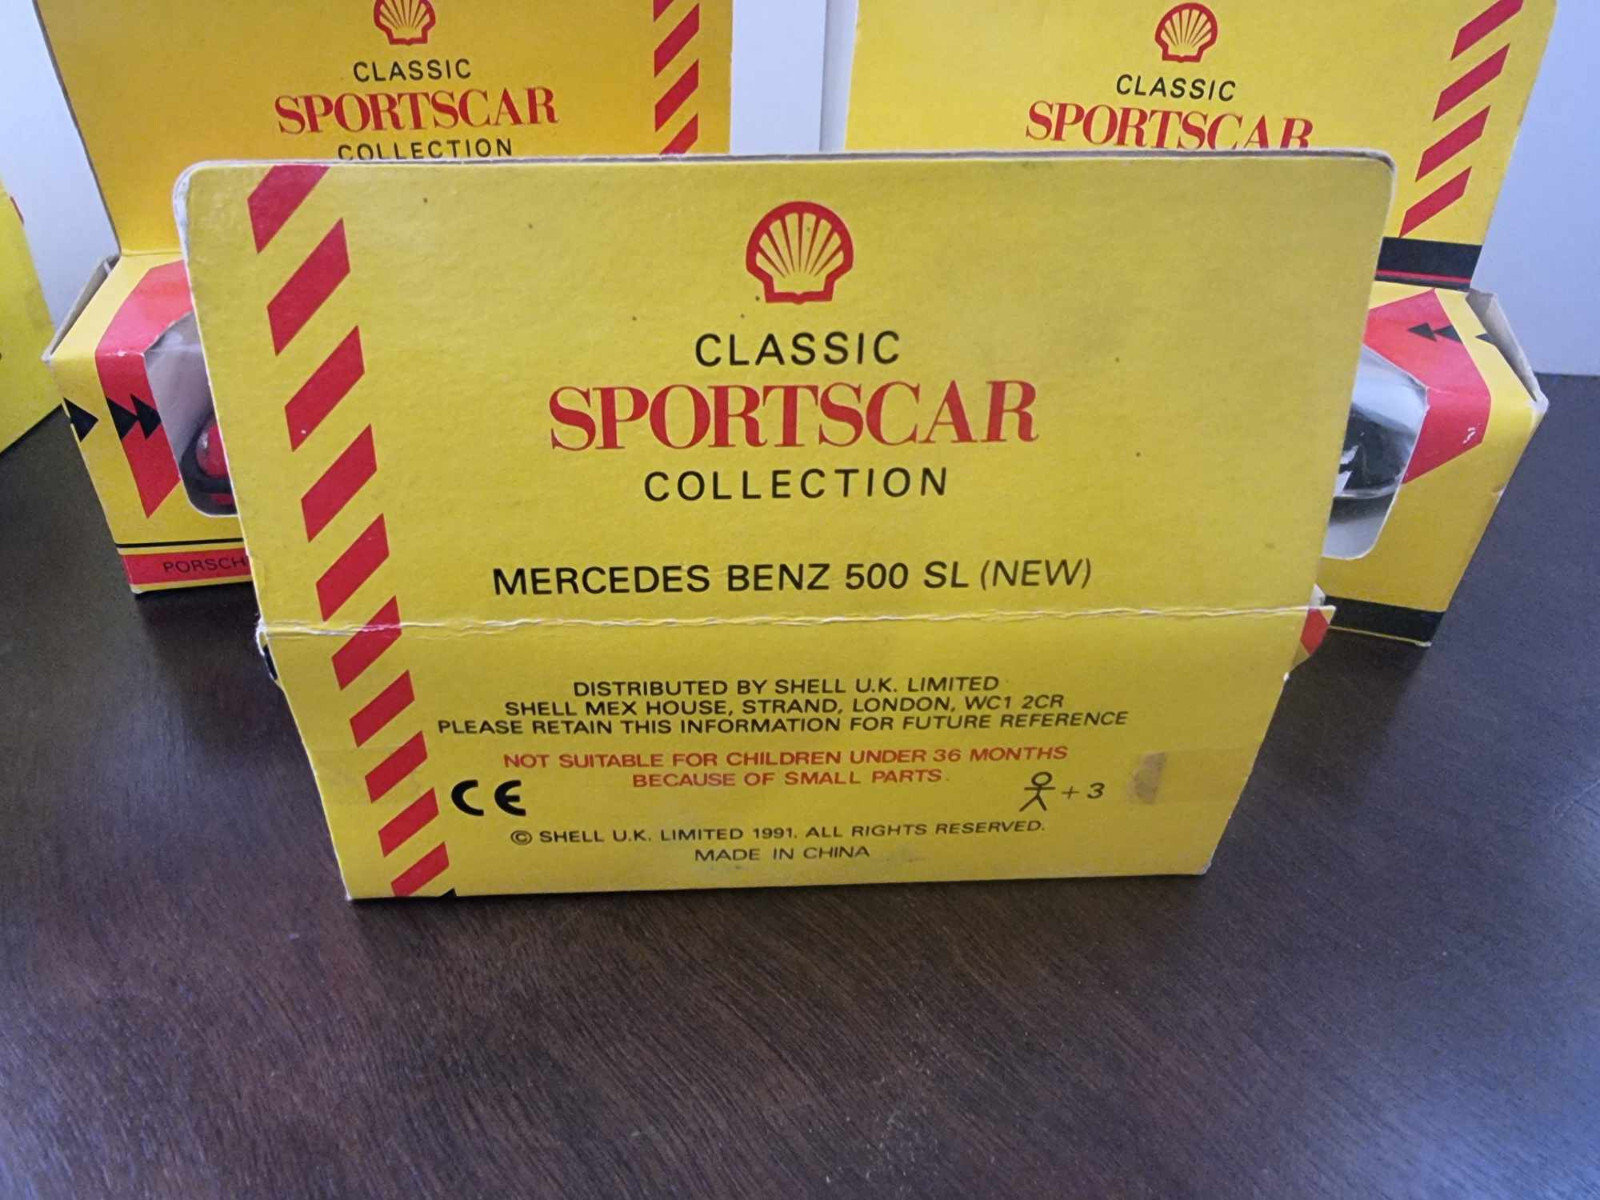 CLASSIC
SPORTSCAR
COLLECTION
CLASSIC
SPORTSCAR
CLASSIC
SPORTSCAR
COLLECTION
MERCEDES BENZ 500 SL (NEW)
DISTRIBUTED BY SHELL U.K. LIMITED
SHELL MEX HOUSE, STRAND, LONDON, WC1 2CR
PLEASE RETAIN THIS INFORMATION FOR FUTURE REFERENCE
NOT SUITABLE FOR CHILDREN UNDER 36 MONTHS
BECAUSE OF SMALL PARTS.
CE
+3
© SHELL U.K. LIMITED 1991. ALL RIGHTS RESERVED.
MADE IN CHINA
PORSCH